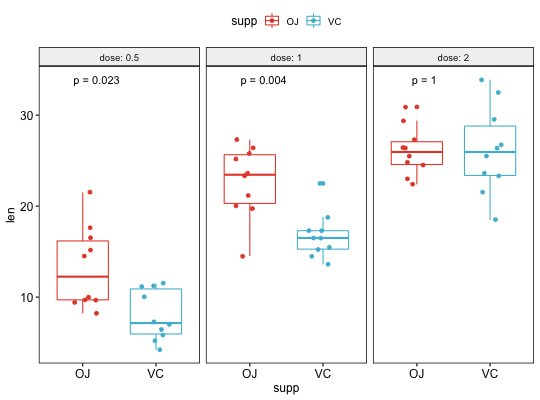 supp OJ VC
dose: 0.5 dose: 1 dose: 2
p = 0.023 p = 0.004 p = 1
30
20
10
len
OJ VC OJ VC OJ VC
supp